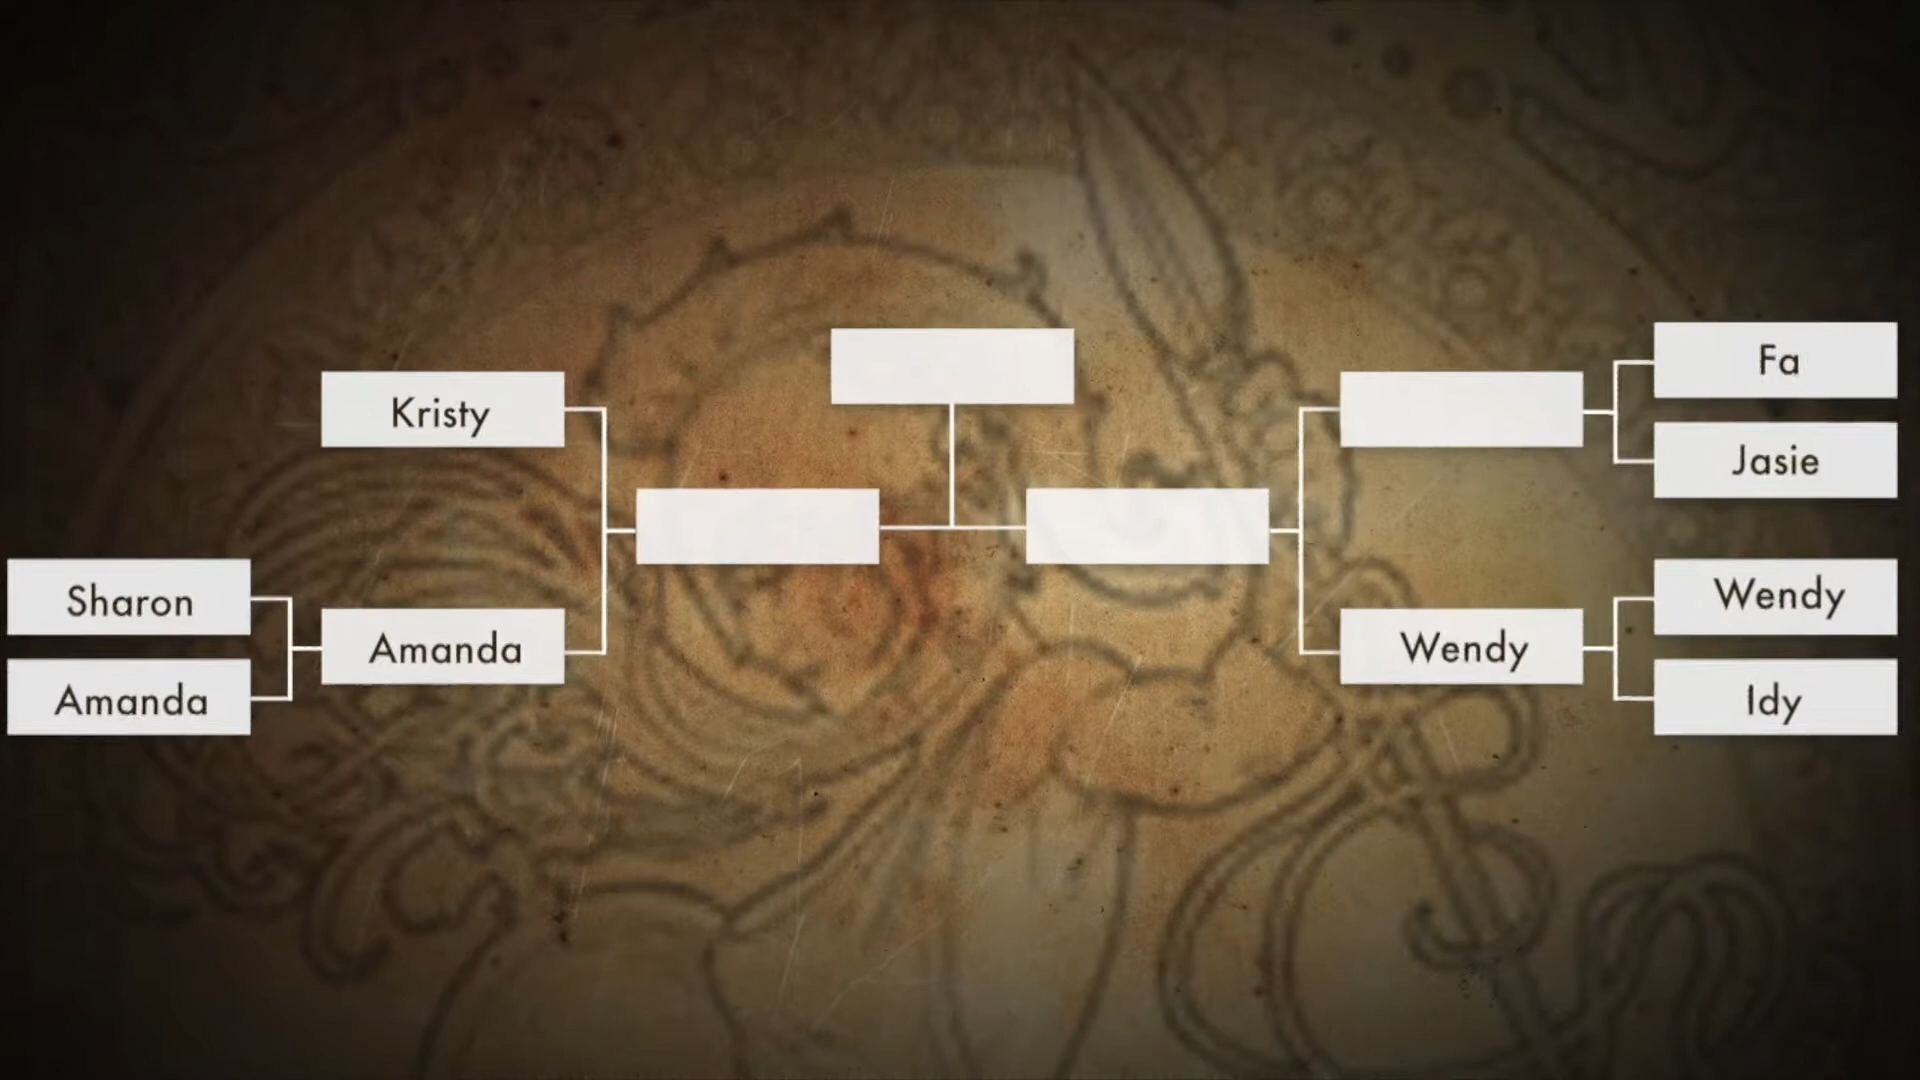 Kristy
Sharon
Amanda
Amanda
Fa
Jasie
Wendy
Wendy
Idy